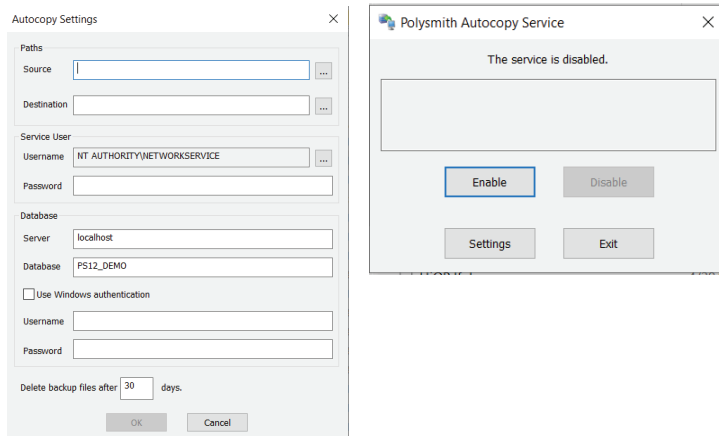 Autocopy Settings
Paths
Source
...
Destination
...
Service User
Username NT AUTHORITY\NETWORKSERVICE
...
Password
Database
Server localhost
Database PS12_DEMO
Use Windows authentication
Username
Password
Delete backup files after 30 days.
OK Cancel
Polysmith Autocopy Service
The service is disabled.
Enable Disable
Settings Exit